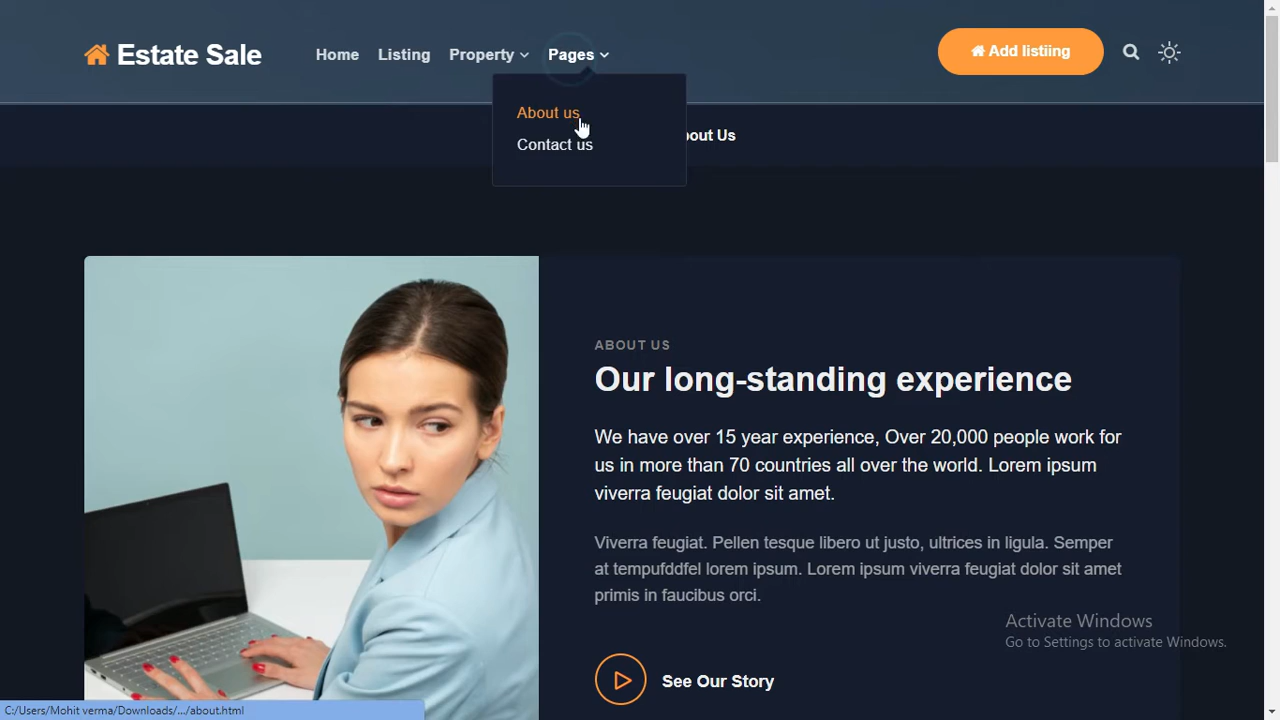 Estate Sale
Home Listing Property Pages
Add listiing
About us
Contact us
out Us
ABOUT US
Our long-standing experience
We have over 15 year experience, Over 20,000 people work for
us in more than 70 countries all over the world. Lorem ipsum
viverra feugiat dolor sit amet.
Viverra feugiat. Pellen tesque libero ut justo, ultrices in ligula. Semper
at tempufddfel lorem ipsum. Lorem ipsum viverra feugiat dolor sit amet
primis in faucibus orci.
Activate Windows
Go to Settings to activate Windows.
See Our Story
C:/Users/Mohit verma/Downloads/.../about.html